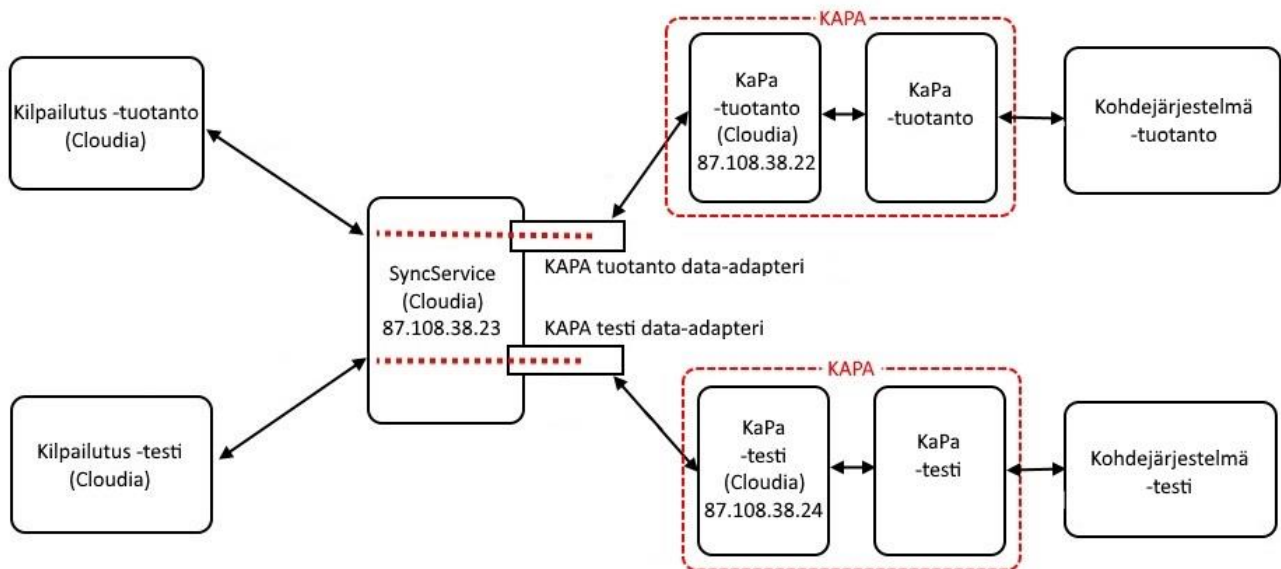 KAPA
Kilpailutus -tuotanto
(Cloudia)
KaPa
-tuotanto
(Cloudia)
87.108.38.22
KaPa
-tuotanto
Kohdejärjestelmä
-tuotanto
SyncService
(Cloudia)
87.108.38.23
KAPA tuotanto data-adapteri
KAPA testi data-adapteri
KAPA
Kilpailutus -testi
(Cloudia)
KaPa
-testi
(Cloudia)
87.108.38.24
KaPa
-testi
Kohdejärjestelmä
-testi